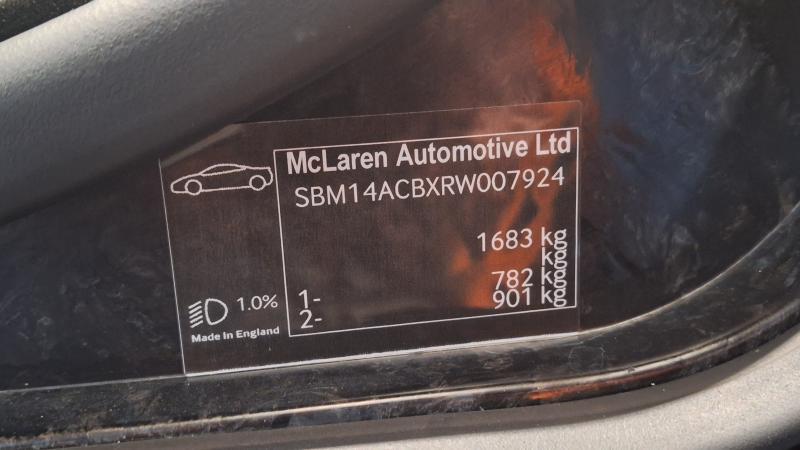 McLaren Automotive Ltd
SBM14ACBXRW007924
1683 kg
kg
1- 782 kg
2- 901 kg
1.0%
Made in England